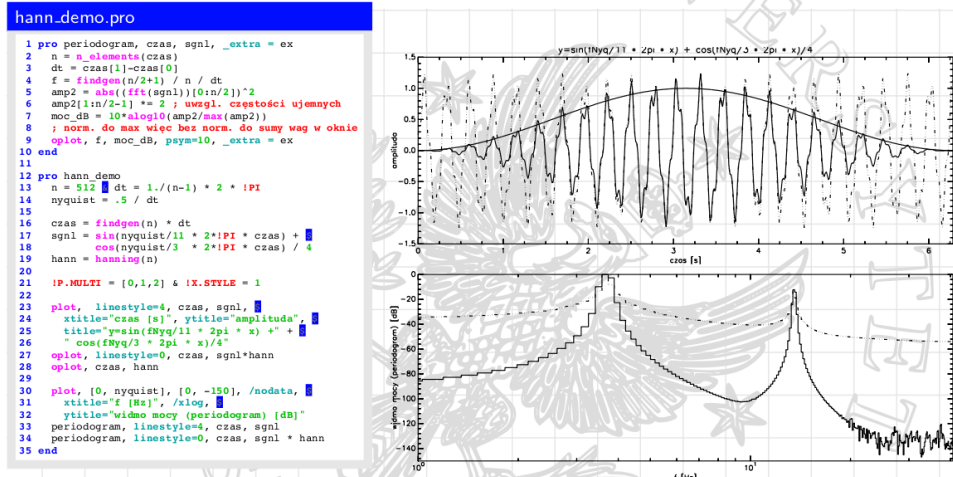 hann_demo.pro
1 pro periodogram, czas, sgnl, _extra = ex
2 n = n_elements(czas)
3 dt = czas[1]-czas[0]
4 f = findgen(n/2+1) / n / dt
5 amp2 = abs((fft(sgnl))[0:n/2])^2
6 amp2[1:n/2-1] *= 2 ; uwzgl. częstości ujemnych
7 moc_dB = 10*alog10(amp2/max(amp2))
8 ; norm. do max więc bez norm. do sumy wag w oknie
9 oplot, f, moc_dB, psym=10, _extra = ex
10 end
11
12 pro hann_demo
13 n = 512 & dt = 1./(n-1) * 2 * !PI
14 nyquist = .5 / dt
15
16 czas = findgen(n) * dt
17 sgnl = sin(nyquist/11 * 2*!PI * czas) + $
18 cos(nyquist/3 * 2*!PI * czas) / 4
19 hann = hanning(n)
20
21 !P.MULTI = [0,1,2] & !X.STYLE = 1
22
23 plot, linestyle=4, czas, sgnl, $
24 xtitle="czas [s]", ytitle="amplituda", $
25 title="y=sin(fNyq/11 * 2pi * x) +" + $
26 " cos(fNyq/3 * 2pi * x)/4"
27 oplot, linestyle=0, czas, sgnl*hann
28 oplot, czas, hann
29
30 plot, [0, nyquist], [0, -150], /nodata, $
31 xtitle="f [Hz]", /xlog, $
32 ytitle="widmo mocy (periodogram) [dB]"
33 periodogram, linestyle=4, czas, sgnl
34 periodogram, linestyle=0, czas, sgnl * hann
35 end
y=sin(fNyq/11 * 2pi * x) + cos(fNyq/3 * 2pi * x)/4
1.5
1.0
0.5
0.0
-0.5
-1.0
-1.5
amplituda
0 1 2 3 4 5 6
czas [s]
0
-20
-40
-60
-80
-100
-120
-140
widmo mocy (periodogram) [dB]
10⁰ 10¹